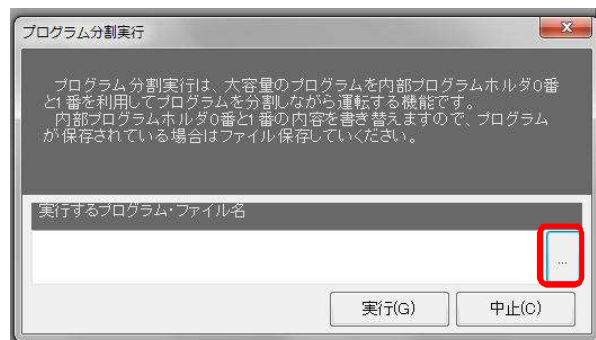 プログラム分割実行
プログラム分割実行は、大容量のプログラムを内部プログラムホルダ0番
と1番を利用してプログラムを分割しながら運転する機能です。
内部プログラムホルダ0番と1番の内容を書き替えますので、プログラム
が保存されている場合はファイル保存していください。
実行するプログラム・ファイル名
...
実行(G)
中止(C)